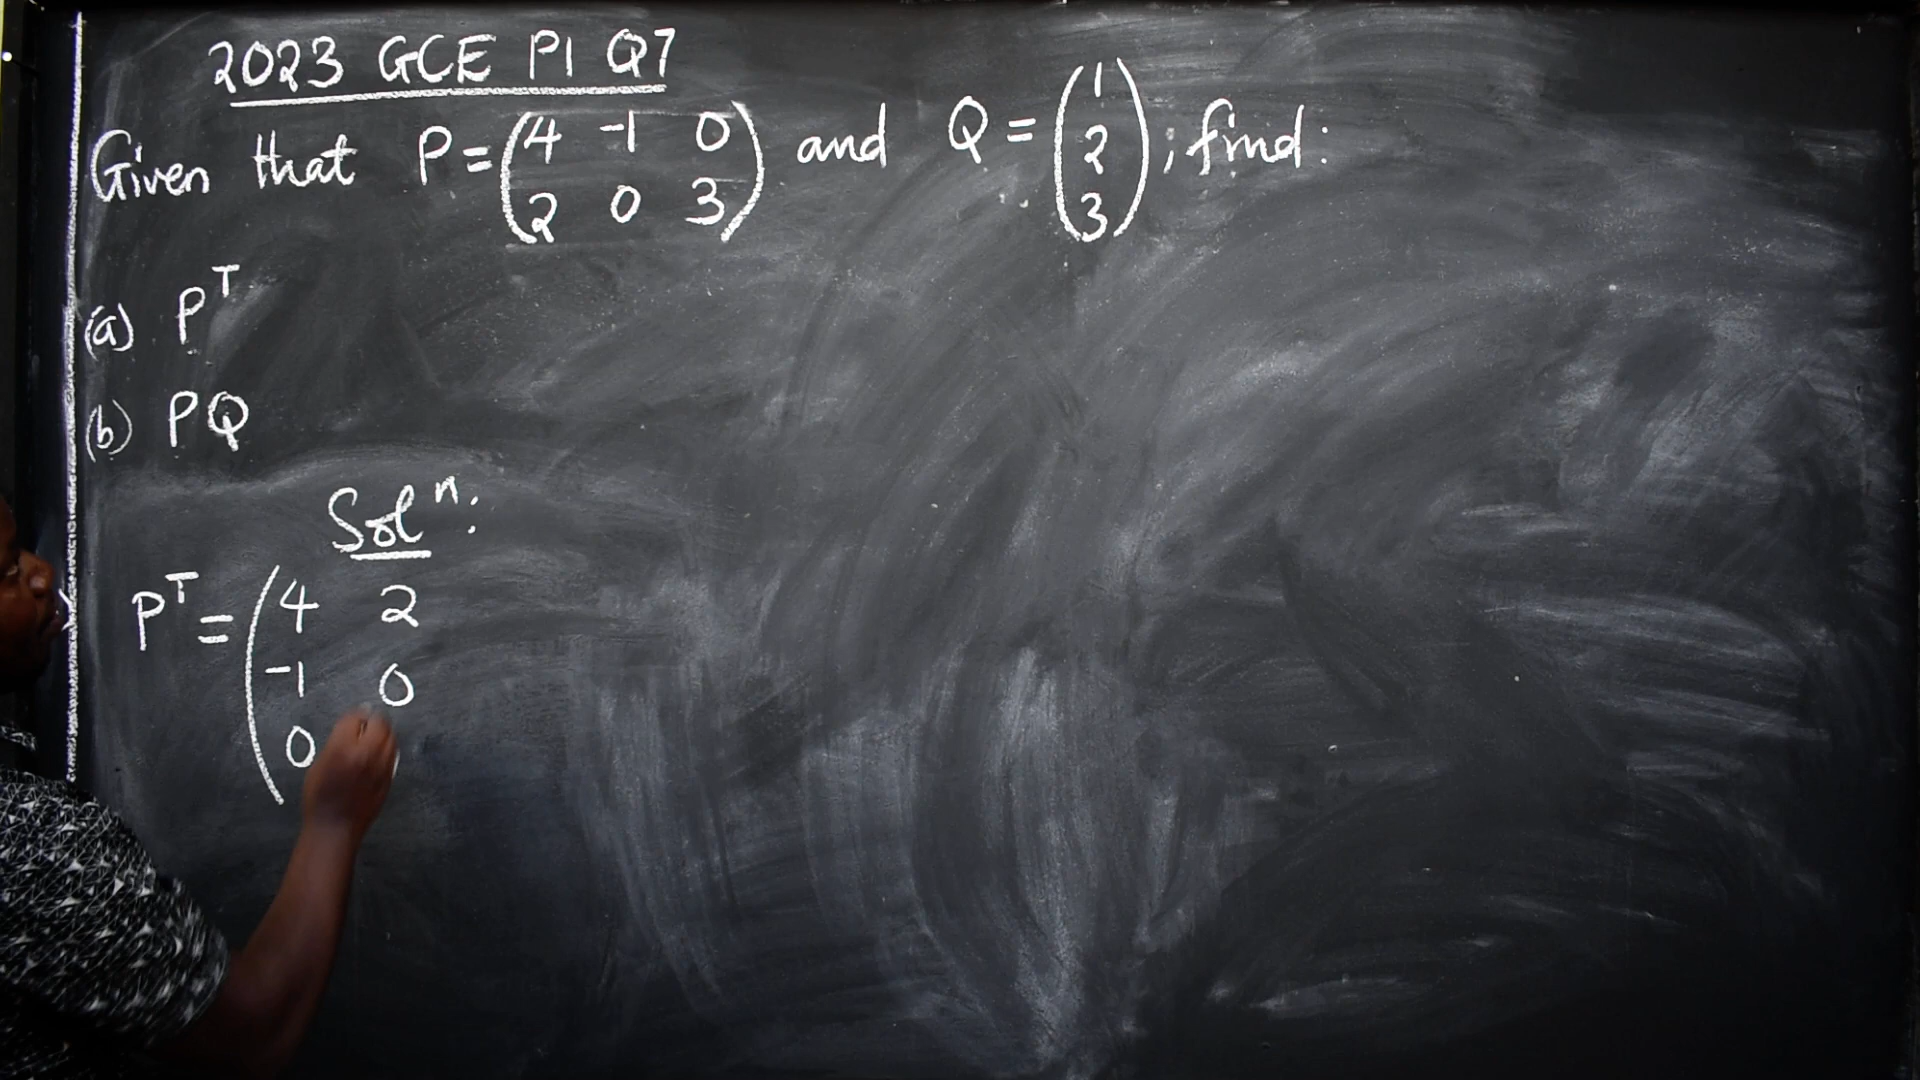 2023 GCE P1 Q7
Given that P = (4 -1 0
2 0 3) and Q = (1
2
3); find:
(a) P^T
(b) PQ
Sol^n:
P^T = (4 2
-1 0
0